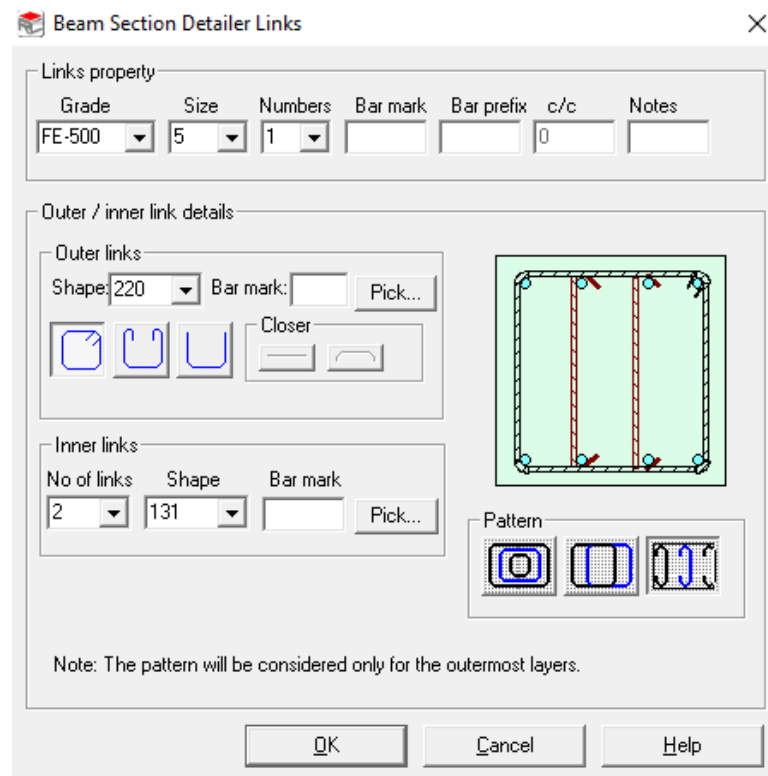 Beam Section Detailer Links
Links property
Grade Size Numbers Bar mark Bar prefix c/c Notes
FE-500 5 1 0
Outer / inner link details
Outer links
Shape: 220 Bar mark: Pick...
Closer
Inner links
No of links Shape Bar mark
2 131 Pick...
Pattern
Note: The pattern will be considered only for the outermost layers.
OK Cancel Help